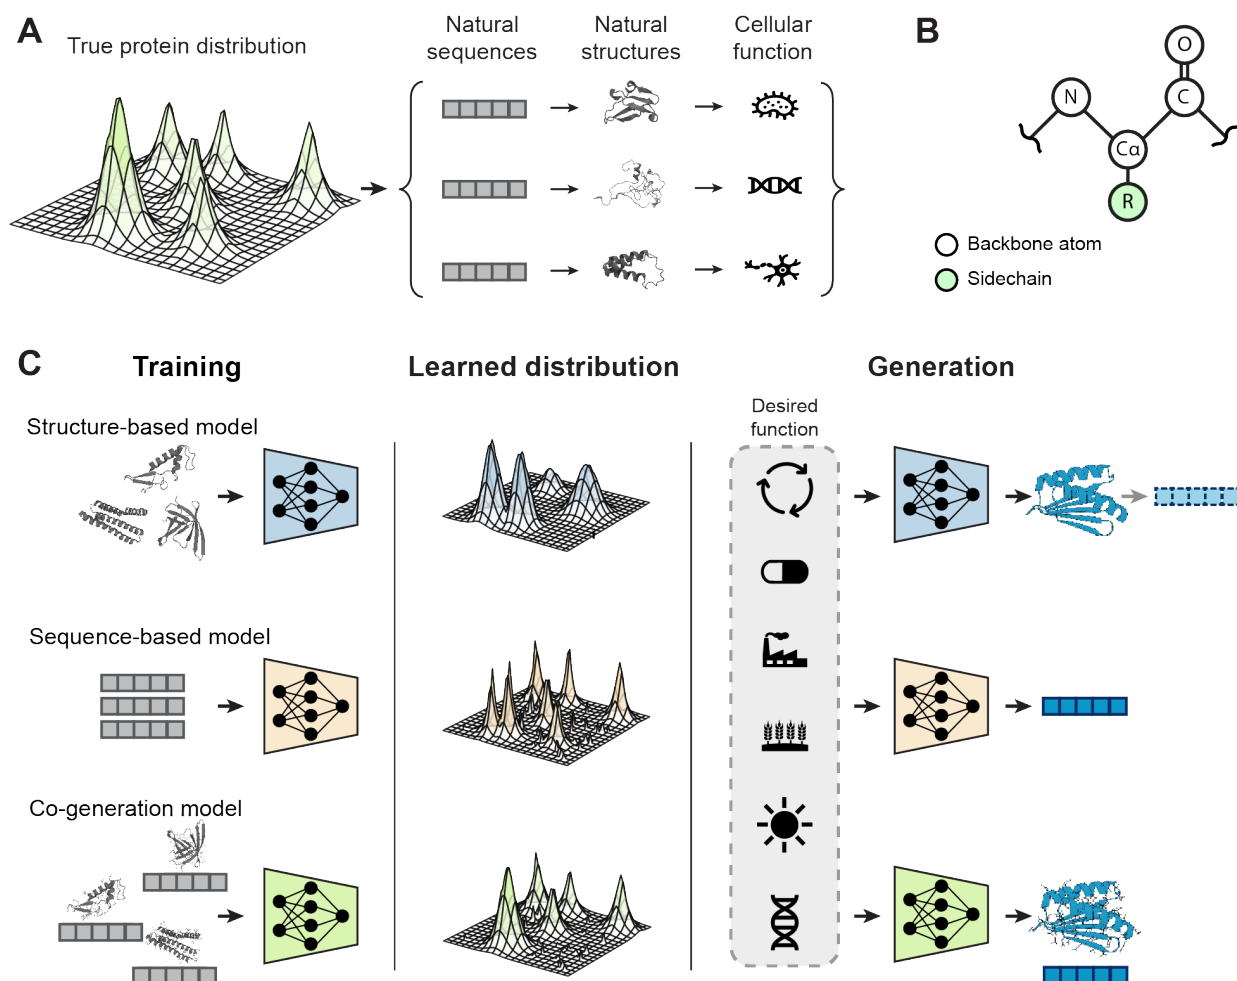 A
True protein distribution
Natural
sequences
Natural
structures
Cellular
function
B
O
N
C
Cα
R
Backbone atom
Sidechain
C
Training
Learned distribution
Generation
Structure-based model
Desired
function
Sequence-based model
Co-generation model